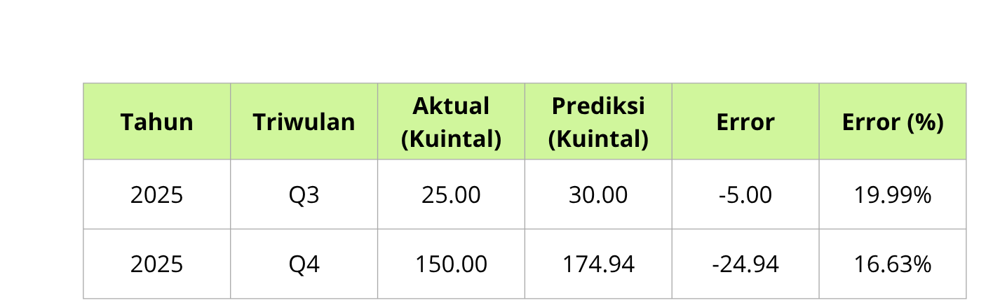 Tahun Triwulan Aktual (Kuintal) Prediksi (Kuintal) Error Error (%)
2025 Q3 25.00 30.00 -5.00 19.99%
2025 Q4 150.00 174.94 -24.94 16.63%